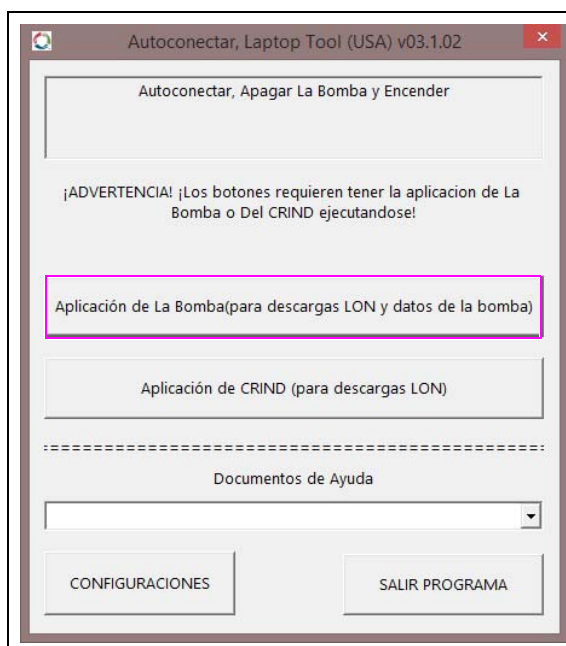 Autoconectar, Laptop Tool (USA) v03.1.02
Autoconectar, Apagar La Bomba y Encender
¡ADVERTENCIA! ¡Los botones requieren tener la aplicacion de La
Bomba o Del CRIND ejecutandose!
Aplicación de La Bomba(para descargas LON y datos de la bomba)
Aplicación de CRIND (para descargas LON)
Documentos de Ayuda
CONFIGURACIONES
SALIR PROGRAMA